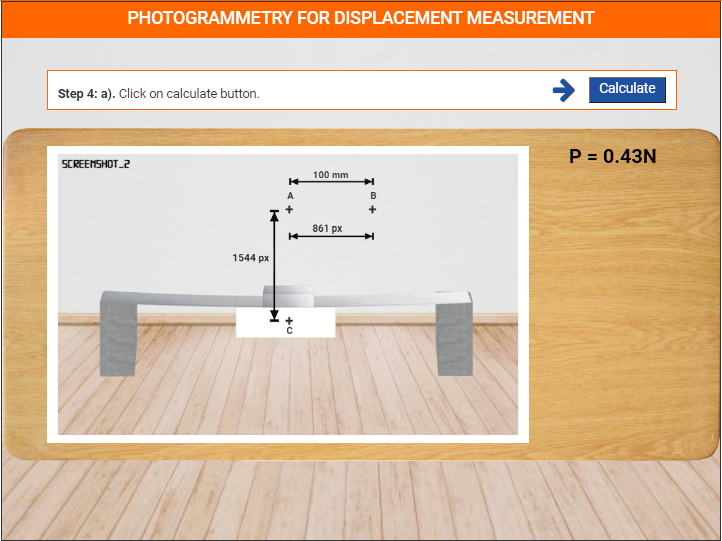 PHOTOGRAMMETRY FOR DISPLACEMENT MEASUREMENT
Step 4: a). Click on calculate button.
Calculate
P = 0.43N
SCREENSHOT_2
100 mm
A
B
861 px
1544 px
C